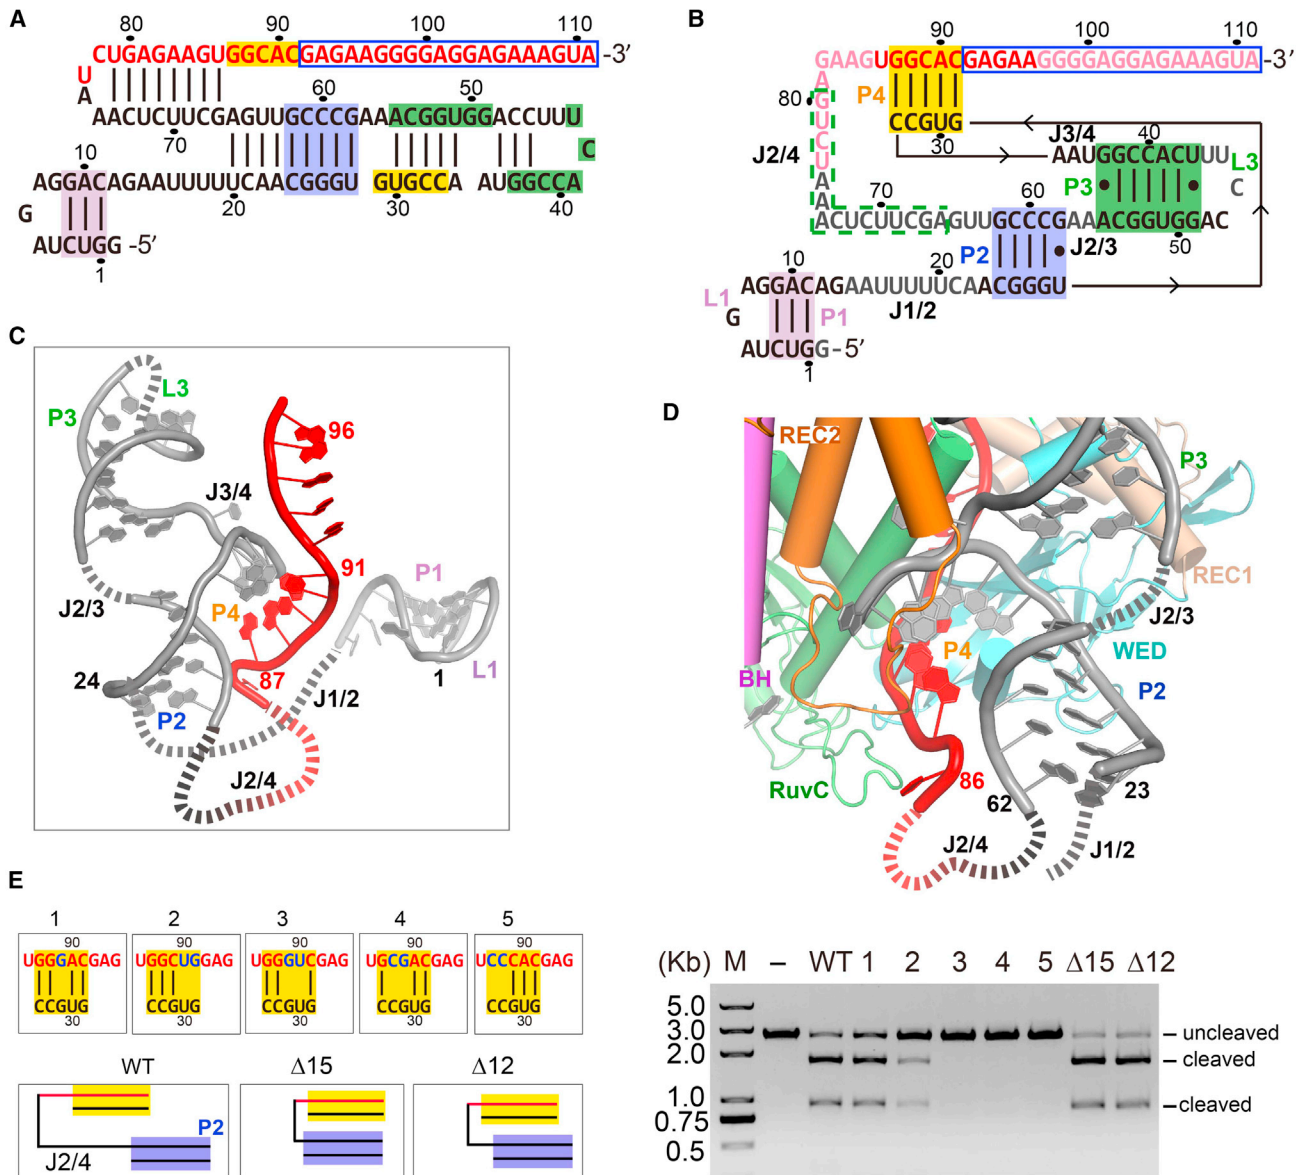 A
80 90 100 110
CUGAGAAGUGGCACGAGAAGGGGAGGAGAAAGUA-3′
U
A
60 50
AACUCUUCGAGUUGCCCGAAACGGUGGACCUUU
70
C
10
AGGACAGAAUUUUUCAACGGGU GUGCCA AUGGCCA
20 30 40
G
AUCUGG-5′
1
B
90 100 110
GAAGUGGCACGAGAAGGGGAGGAGAAAGUA-3′
A
P4
80 G
CCGUG
U
30
J3/4 40
C
AAUGGCCACUUU
L3
J2/4
U
P3
C
A
70 60
A
ACUCUUCGAGUUGCCCGAAACGGUGGAC
50
P2
J2/3
10 20
AGGACAGAAUUUUUCAACGGGU
L1
G
P1
J1/2
AUCUGG-5′
1
C
L3
P3
96
J3/4
91
P1
J2/3
P4
24
87
1
L1
J1/2
P2
J2/4
D
REC2
P3
REC1
J2/3
P4
WED
BH
P2
86
RuvC
62
23
J2/4
J1/2
E
1 2 3 4 5
90 90 90 90 90
UGGGACGAG UGGCUGGAG UGGGUCGAG UGCGACGAG UCCCACGAG
CCGUG CCGUG CCGUG CCGUG CCGUG
30 30 30 30 30
WT Δ15 Δ12
P2
J2/4
(Kb) M – WT 1 2 3 4 5 Δ15 Δ12
5.0
3.0
uncleaved
2.0
cleaved
1.0
cleaved
0.75
0.5